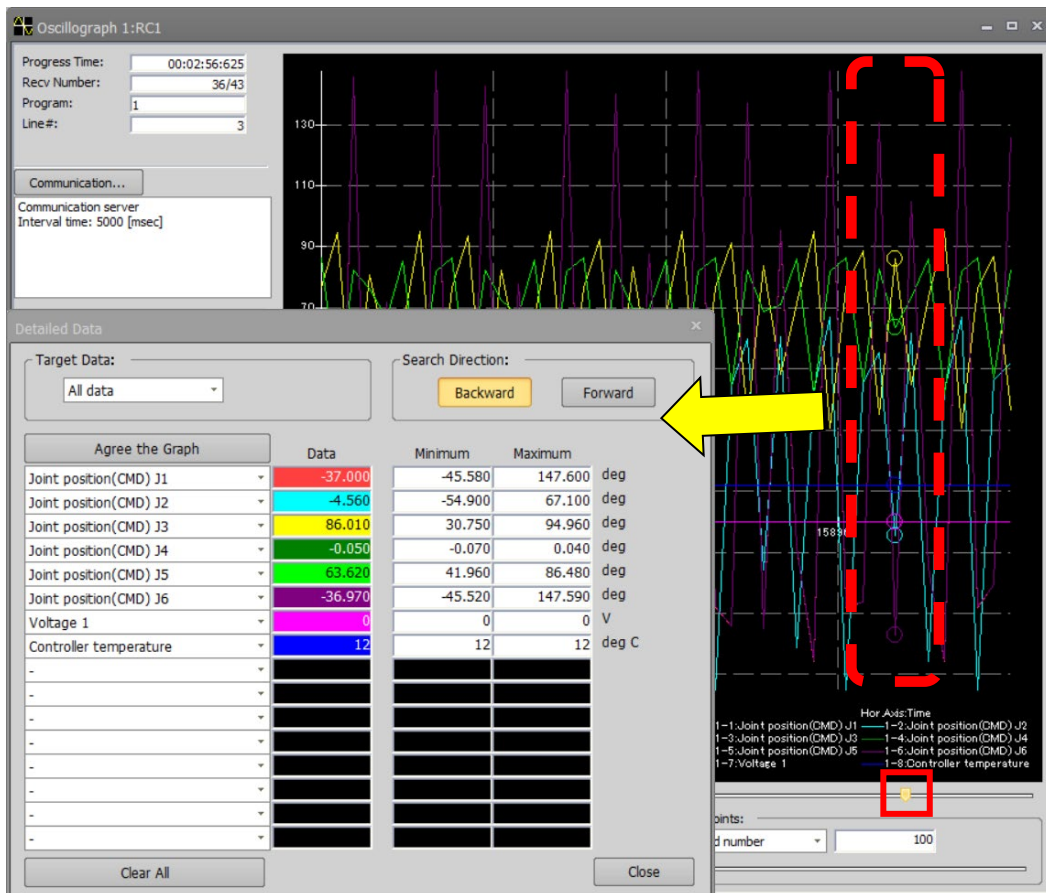 Oscillograph 1:RC1
Progress Time: 00:02:56:625
Recv Number: 36/43
Program: 1
Line#: 3
Communication...
Communication server
Interval time: 5000 [msec]
130
110
90
70
Detailed Data
Target Data: Search Direction:
All data Backward Forward
Agree the Graph Data Minimum Maximum
Joint position(CMD) J1 -37.000 -45.580 147.600 deg
Joint position(CMD) J2 -4.560 -54.900 67.100 deg
Joint position(CMD) J3 86.010 30.750 94.960 deg
Joint position(CMD) J4 -0.050 -0.070 0.040 deg
Joint position(CMD) J5 63.620 41.960 86.480 deg
Joint position(CMD) J6 -36.970 -45.520 147.590 deg
Voltage 1 0 0 0 V
Controller temperature 12 12 12 deg C
-
-
-
-
-
-
-
-
Clear All Close
Hor.Axis:Time
1-1:Joint position(CMD) J1 1-2:Joint position(CMD) J2
1-3:Joint position(CMD) J3 1-4:Joint position(CMD) J4
1-5:Joint position(CMD) J5 1-6:Joint position(CMD) J6
1-7:Voltage 1 1-8:Controller temperature
number 100